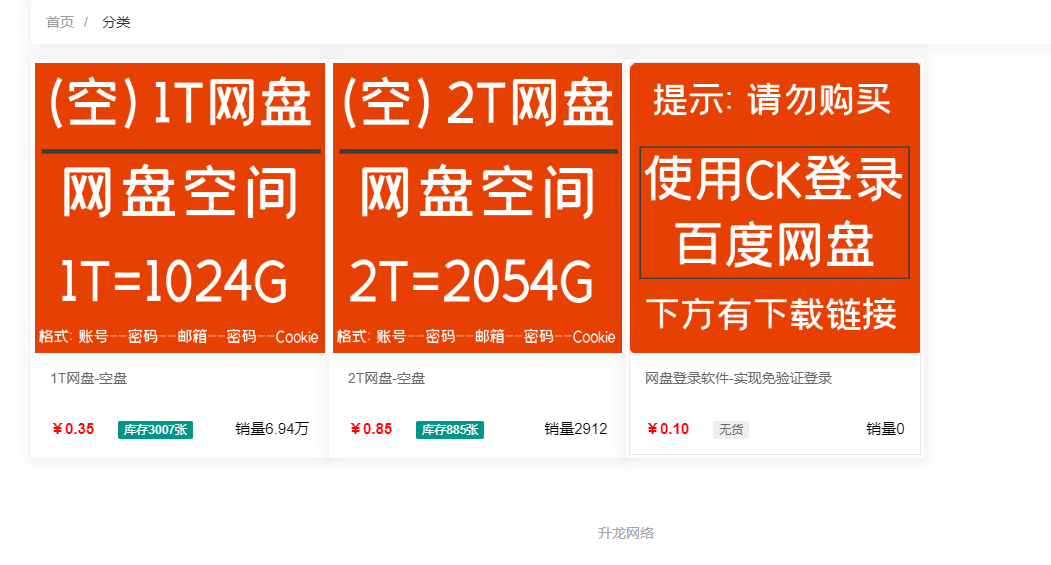 首页 / 分类
(空) 1T网盘
网盘空间
1T=1024G
格式: 账号--密码--邮箱--密码--Cookie
1T网盘-空盘
￥0.35 库存3007张 销量6.94万
(空) 2T网盘
网盘空间
2T=2054G
格式: 账号--密码--邮箱--密码--Cookie
2T网盘-空盘
￥0.85 库存885张 销量2912
提示: 请勿购买
使用CK登录
百度网盘
下方有下载链接
网盘登录软件-实现免验证登录
￥0.10 无货 销量0
升龙网络